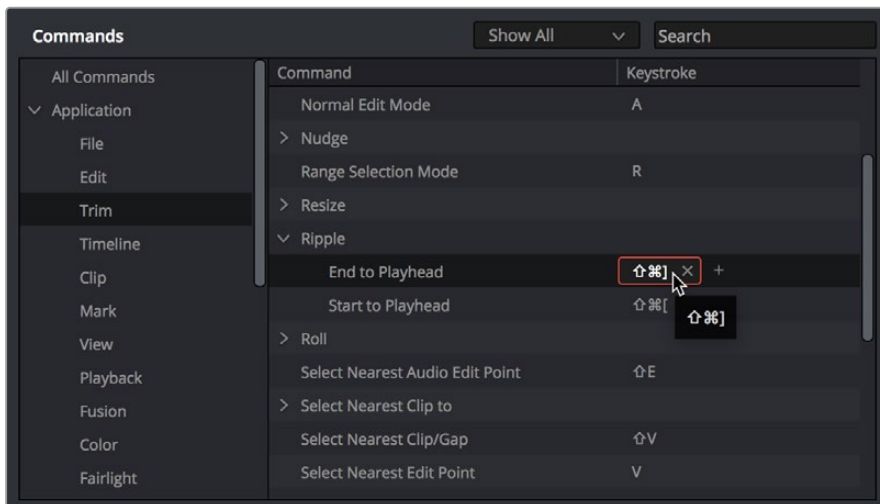 Commands
Show All
Search
All Commands
Application
File
Edit
Trim
Timeline
Clip
Mark
View
Playback
Fusion
Color
Fairlight
Command Keystroke
Normal Edit Mode A
Nudge
Range Selection Mode R
Resize
Ripple
End to Playhead ⇧⌘] × +
Start to Playhead ⇧⌘[
⇧⌘]
Roll
Select Nearest Audio Edit Point ⇧E
Select Nearest Clip to
Select Nearest Clip/Gap ⇧V
Select Nearest Edit Point V